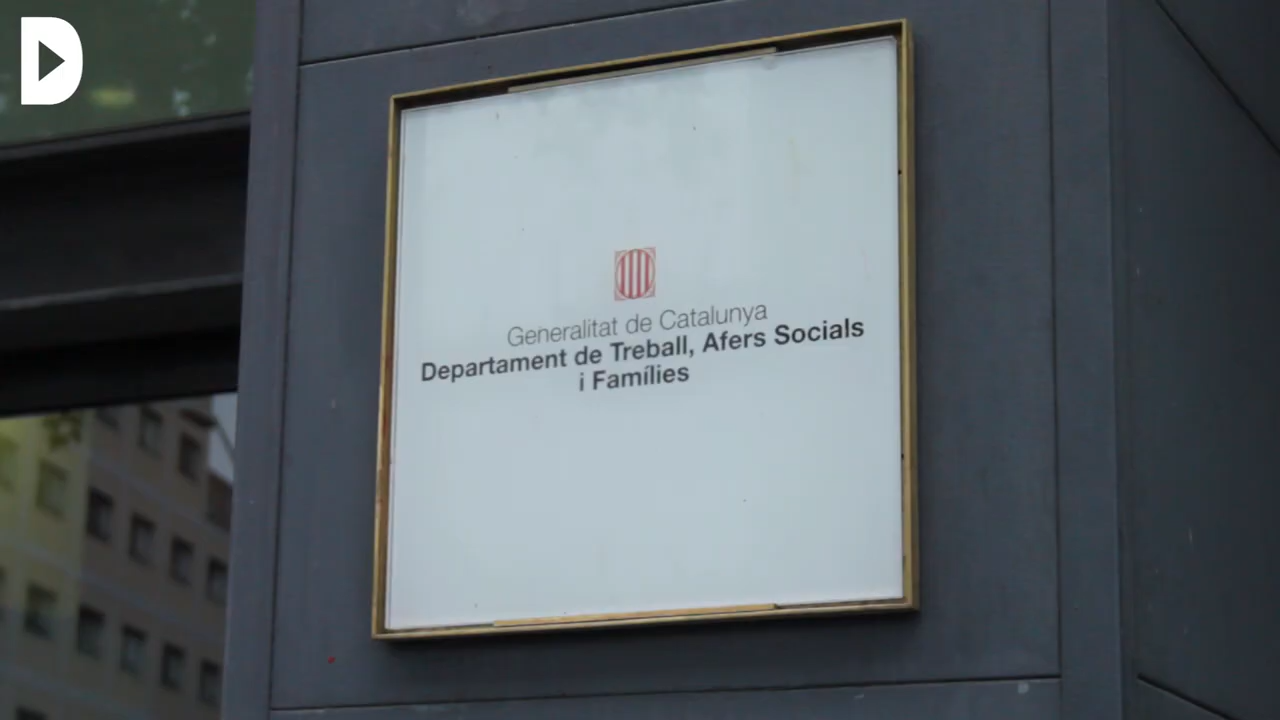 D
Generalitat de Catalunya
Departament de Treball, Afers Socials
i Famílies